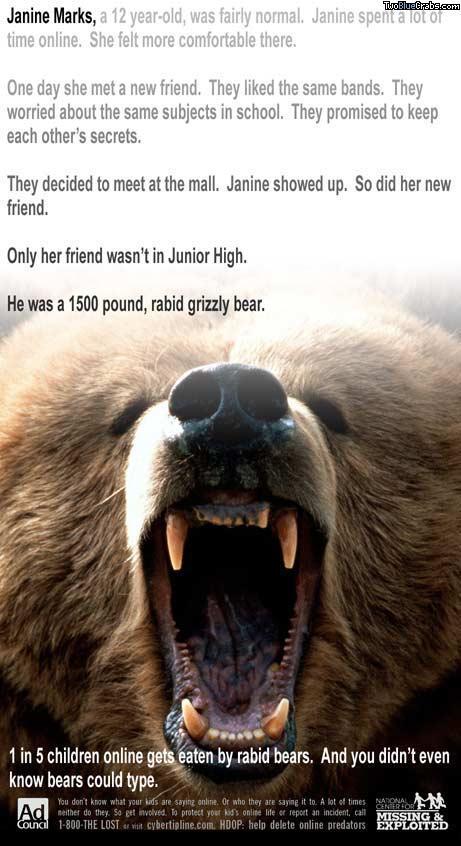 TwoBlueGrabs.com
Janine Marks, a 12 year-old, was fairly normal.  Janine spent a lot of
time online.  She felt more comfortable there.
One day she met a new friend.  They liked the same bands.  They
worried about the same subjects in school.  They promised to keep
each other's secrets.
They decided to meet at the mall.  Janine showed up.  So did her new
friend.
Only her friend wasn't in Junior High.
He was a 1500 pound, rabid grizzly bear.
1 in 5 children online gets eaten by rabid bears.  And you didn't even
know bears could type.
Ad
Council
You don't know what your kids are saying online. Or who they are saying it to. A lot of times
neither do they. So get involved. To protect your kid's online life or report an incident, call
1-800-THE LOST or visit cybertipline.com. HDOP: help delete online predators
NATIONAL
CENTER FOR
MISSING &
EXPLOITED